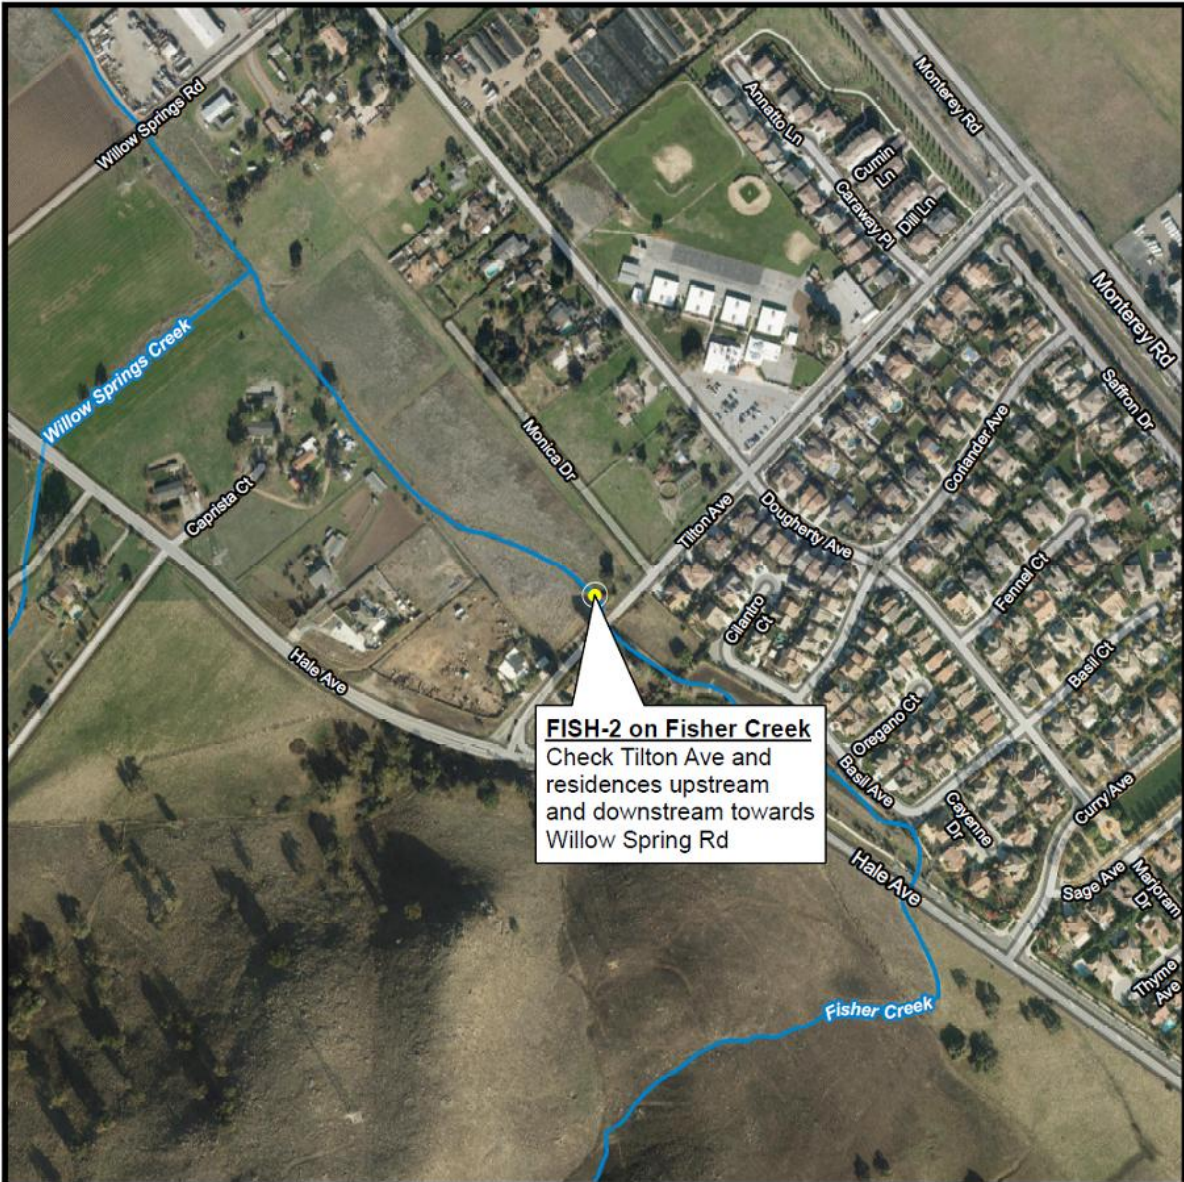 Monterey Rd
Willow Springs Rd
Annatto Ln
Cumin
Ln
Caraway Pl
Dill Ln
Monterey Rd
Willow Springs Creek
Saffron Dr
Coriander Ave
Monica Dr
Caprista Ct
Tilton Ave
Dougherty Ave
Fennel Ct
Cilantro
Ct
Hale Ave
Basil Ct
Oregano Ct
FISH-2 on Fisher Creek
Check Tilton Ave and
residences upstream
and downstream towards
Willow Spring Rd
Basil Ave
Cayenne
Dr
Curry Ave
Hale Ave
Sage Ave
Marjoram
Dr
Thyme
Ave
Fisher Creek